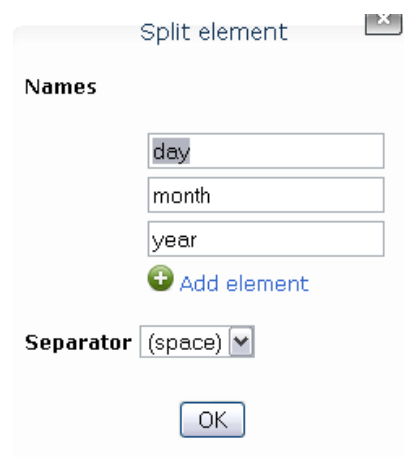 Split element
Names
day
month
year
Add element
Separator (space)
OK